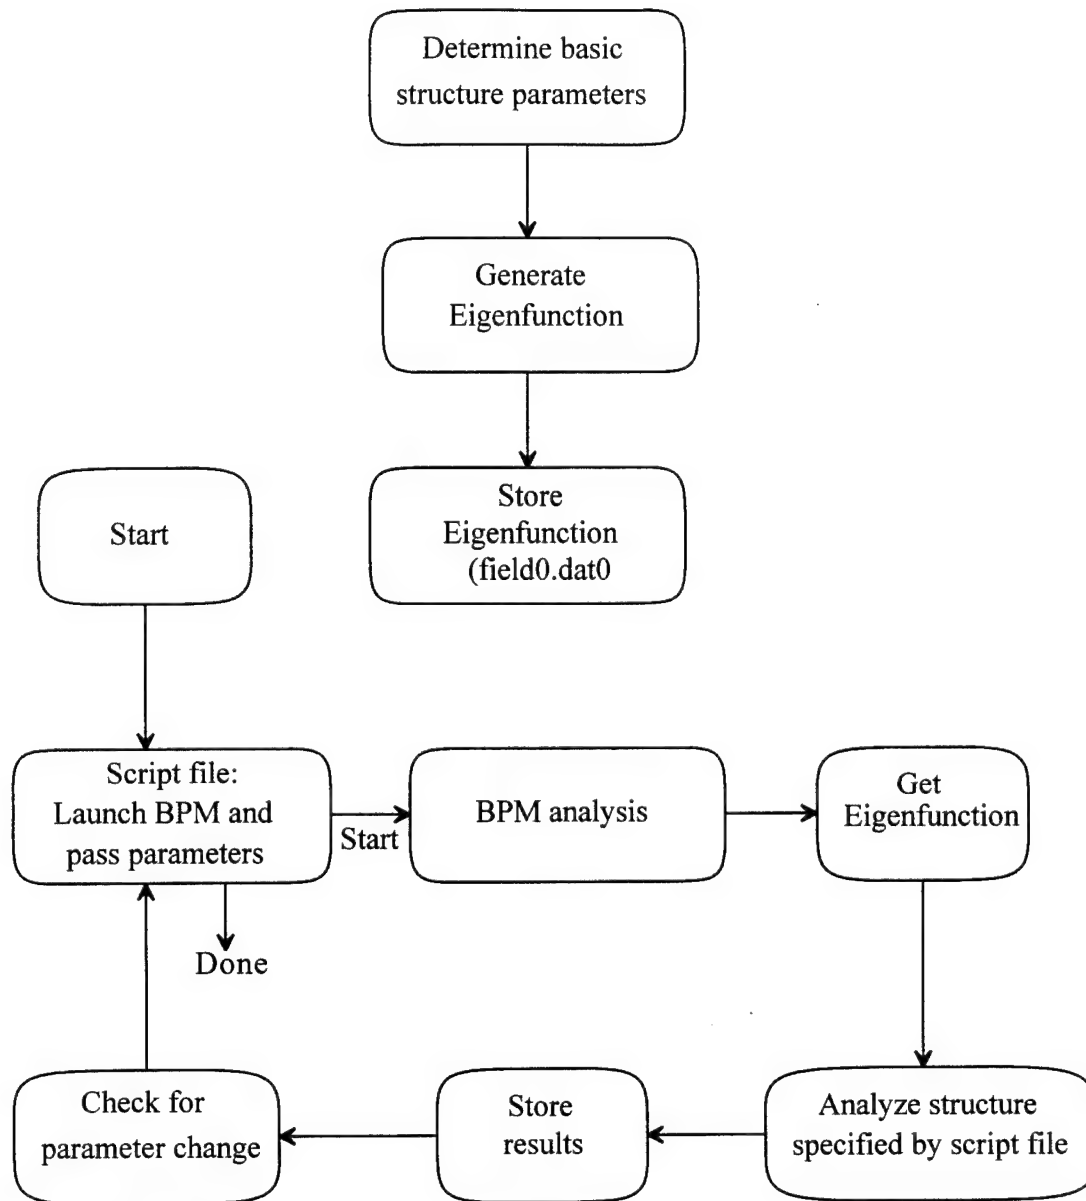 Determine basic
structure parameters
Generate
Eigenfunction
Store
Eigenfunction
(field0.dat0
Start
Script file:
Launch BPM and
pass parameters
Start
BPM analysis
Get
Eigenfunction
Done
Check for
parameter change
Store
results
Analyze structure
specified by script file